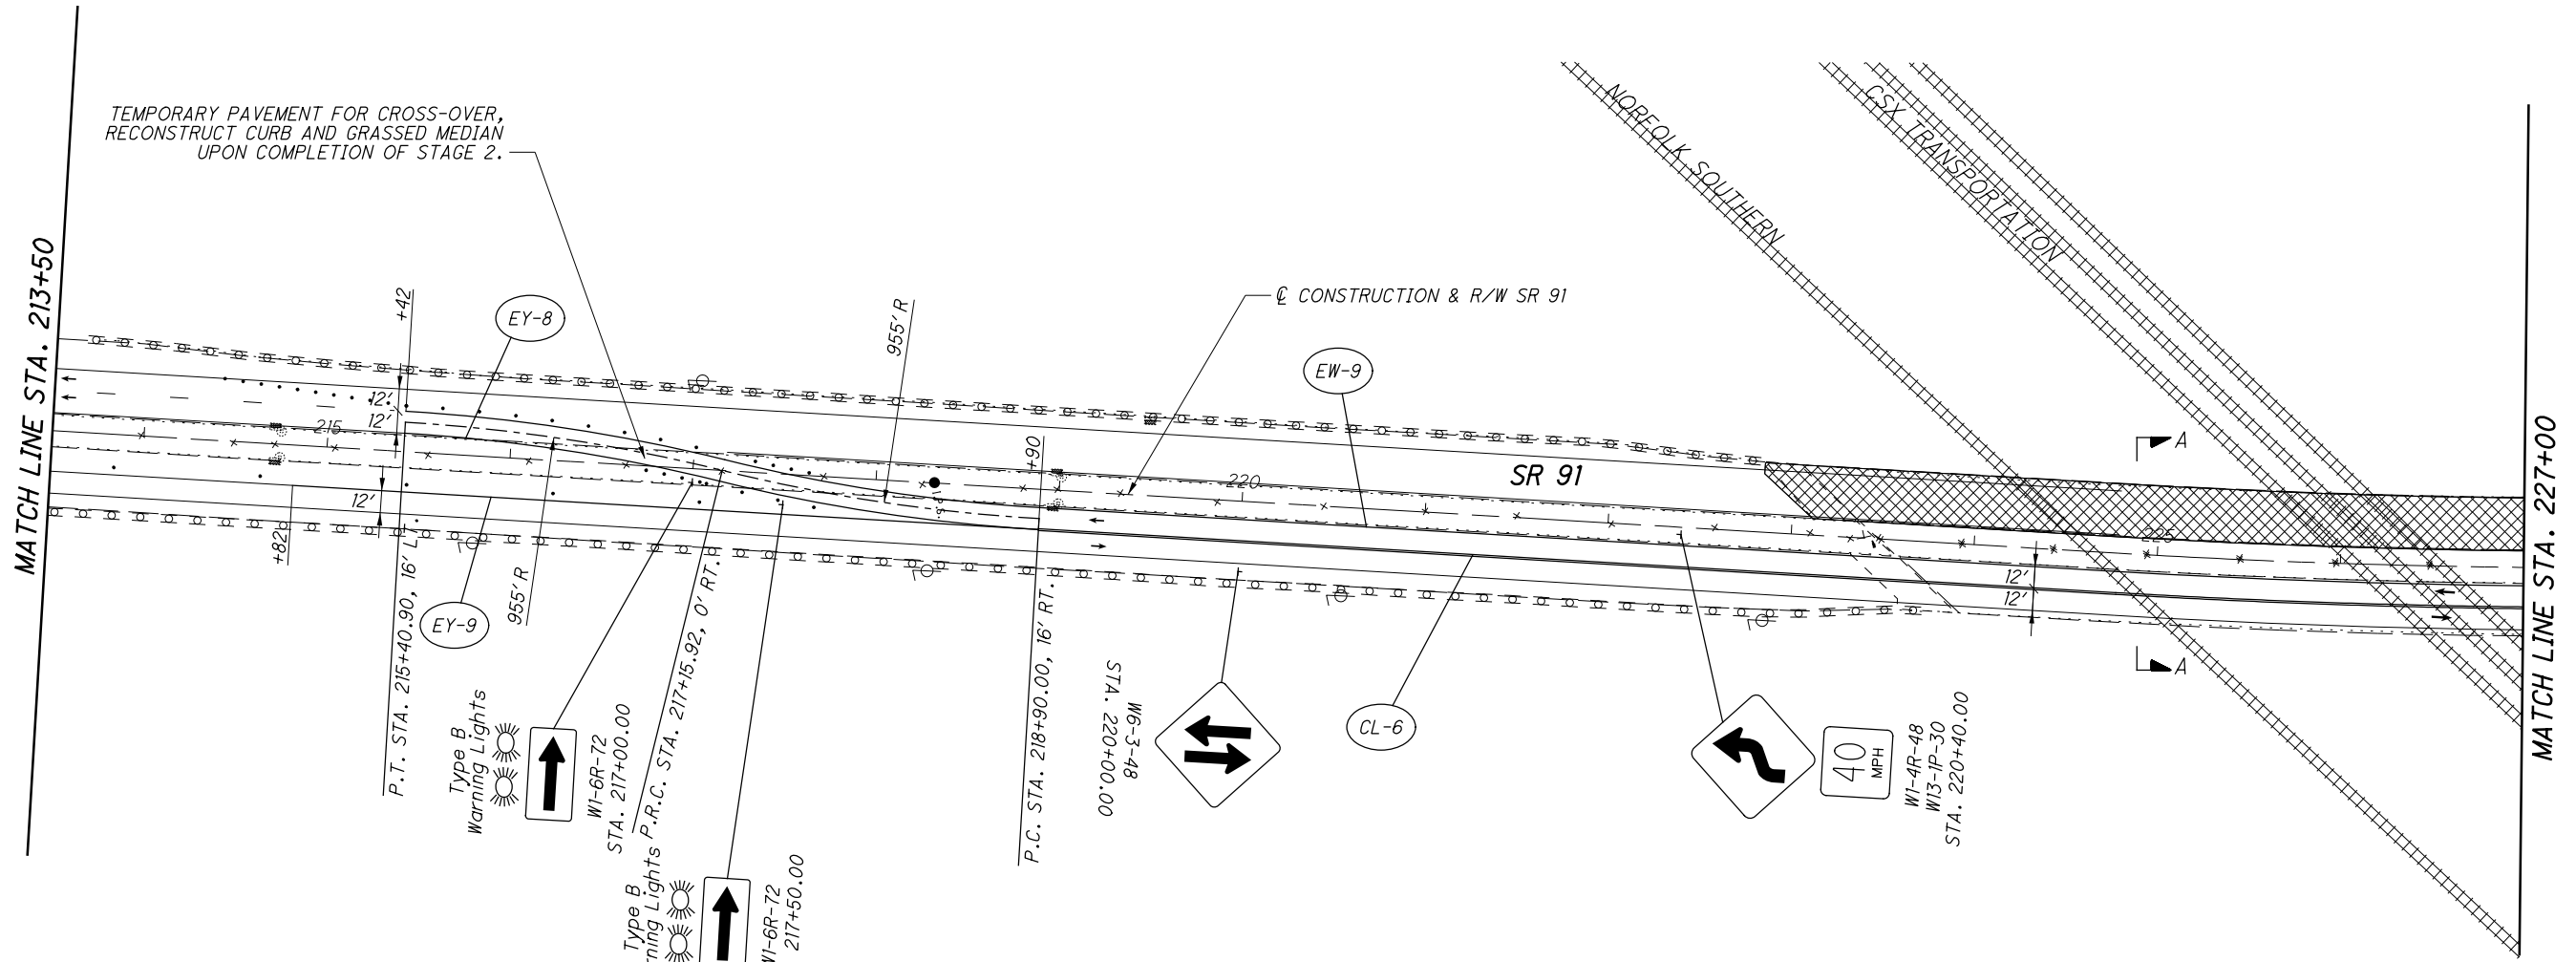 MATCH LINE STA. 213+50
TEMPORARY PAVEMENT FOR CROSS-OVER,
RECONSTRUCT CURB AND GRASSED MEDIAN
UPON COMPLETION OF STAGE 2.
+42
EY-8
955' R
℄ CONSTRUCTION & R/W SR 91
EW-9
NORFOLK SOUTHERN
CSX TRANSPORTATION
12'
12'
215
12'
+82
+90
220
SR 91
225
A
A
12'
12'
955' R
EY-9
P.T. STA. 215+40.90, 16' LT.
Type B
Warning Lights
W1-6R-72
STA. 217+00.00
P.R.C. STA. 217+15.92, 0' RT.
Type B
rning Lights
W1-6R-72
217+50.00
P.C. STA. 218+90.00, 16' RT.
W6-3-48
STA. 220+00.00
CL-6
40
MPH
W1-4R-48
W13-1P-30
STA. 220+40.00
MATCH LINE STA. 227+00